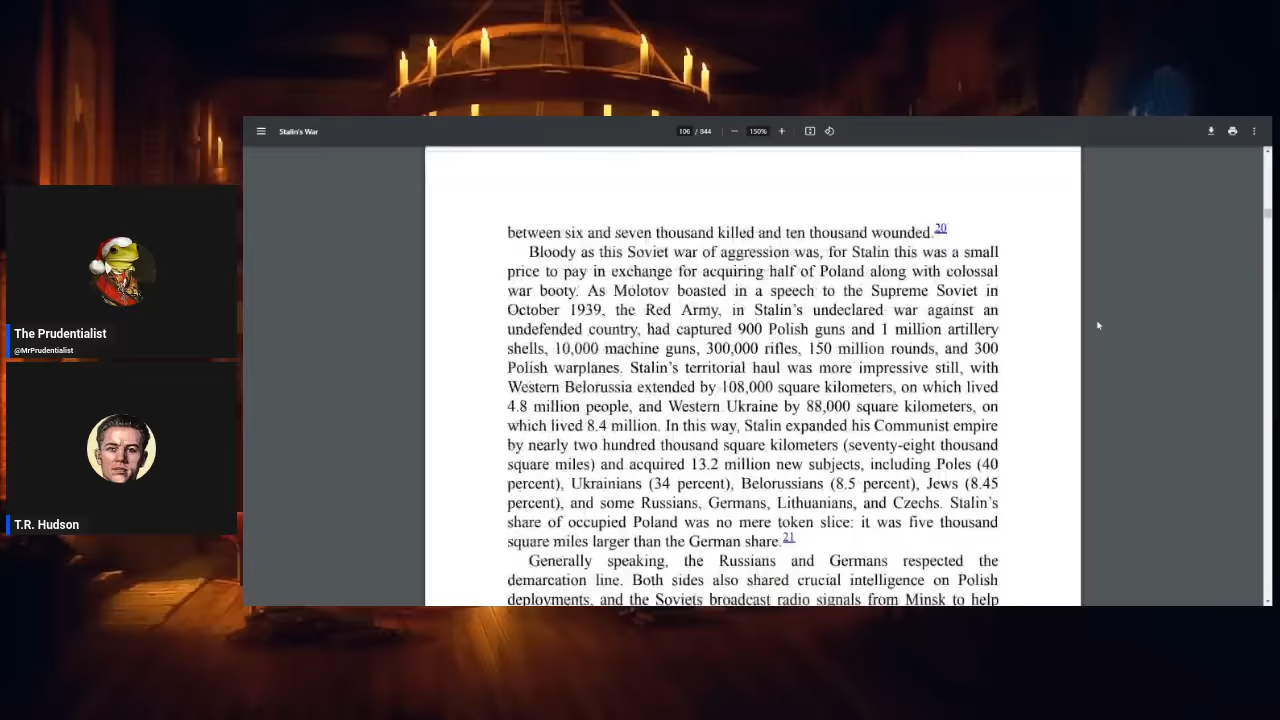 Stalin's War
106 / 844
150%
between six and seven thousand killed and ten thousand wounded.20
Bloody as this Soviet war of aggression was, for Stalin this was a small
price to pay in exchange for acquiring half of Poland along with colossal
war booty. As Molotov boasted in a speech to the Supreme Soviet in
October 1939, the Red Army, in Stalin's undeclared war against an
undefended country, had captured 900 Polish guns and 1 million artillery
shells, 10,000 machine guns, 300,000 rifles, 150 million rounds, and 300
Polish warplanes. Stalin's territorial haul was more impressive still, with
Western Belorussia extended by 108,000 square kilometers, on which lived
4.8 million people, and Western Ukraine by 88,000 square kilometers, on
which lived 8.4 million. In this way, Stalin expanded his Communist empire
by nearly two hundred thousand square kilometers (seventy-eight thousand
square miles) and acquired 13.2 million new subjects, including Poles (40
percent), Ukrainians (34 percent), Belorussians (8.5 percent), Jews (8.45
percent), and some Russians, Germans, Lithuanians, and Czechs. Stalin's
share of occupied Poland was no mere token slice: it was five thousand
square miles larger than the German share.21
Generally speaking, the Russians and Germans respected the
demarcation line. Both sides also shared crucial intelligence on Polish
deployments, and the Soviets broadcast radio signals from Minsk to help
The Prudentialist
@MrPrudentialist
T.R. Hudson